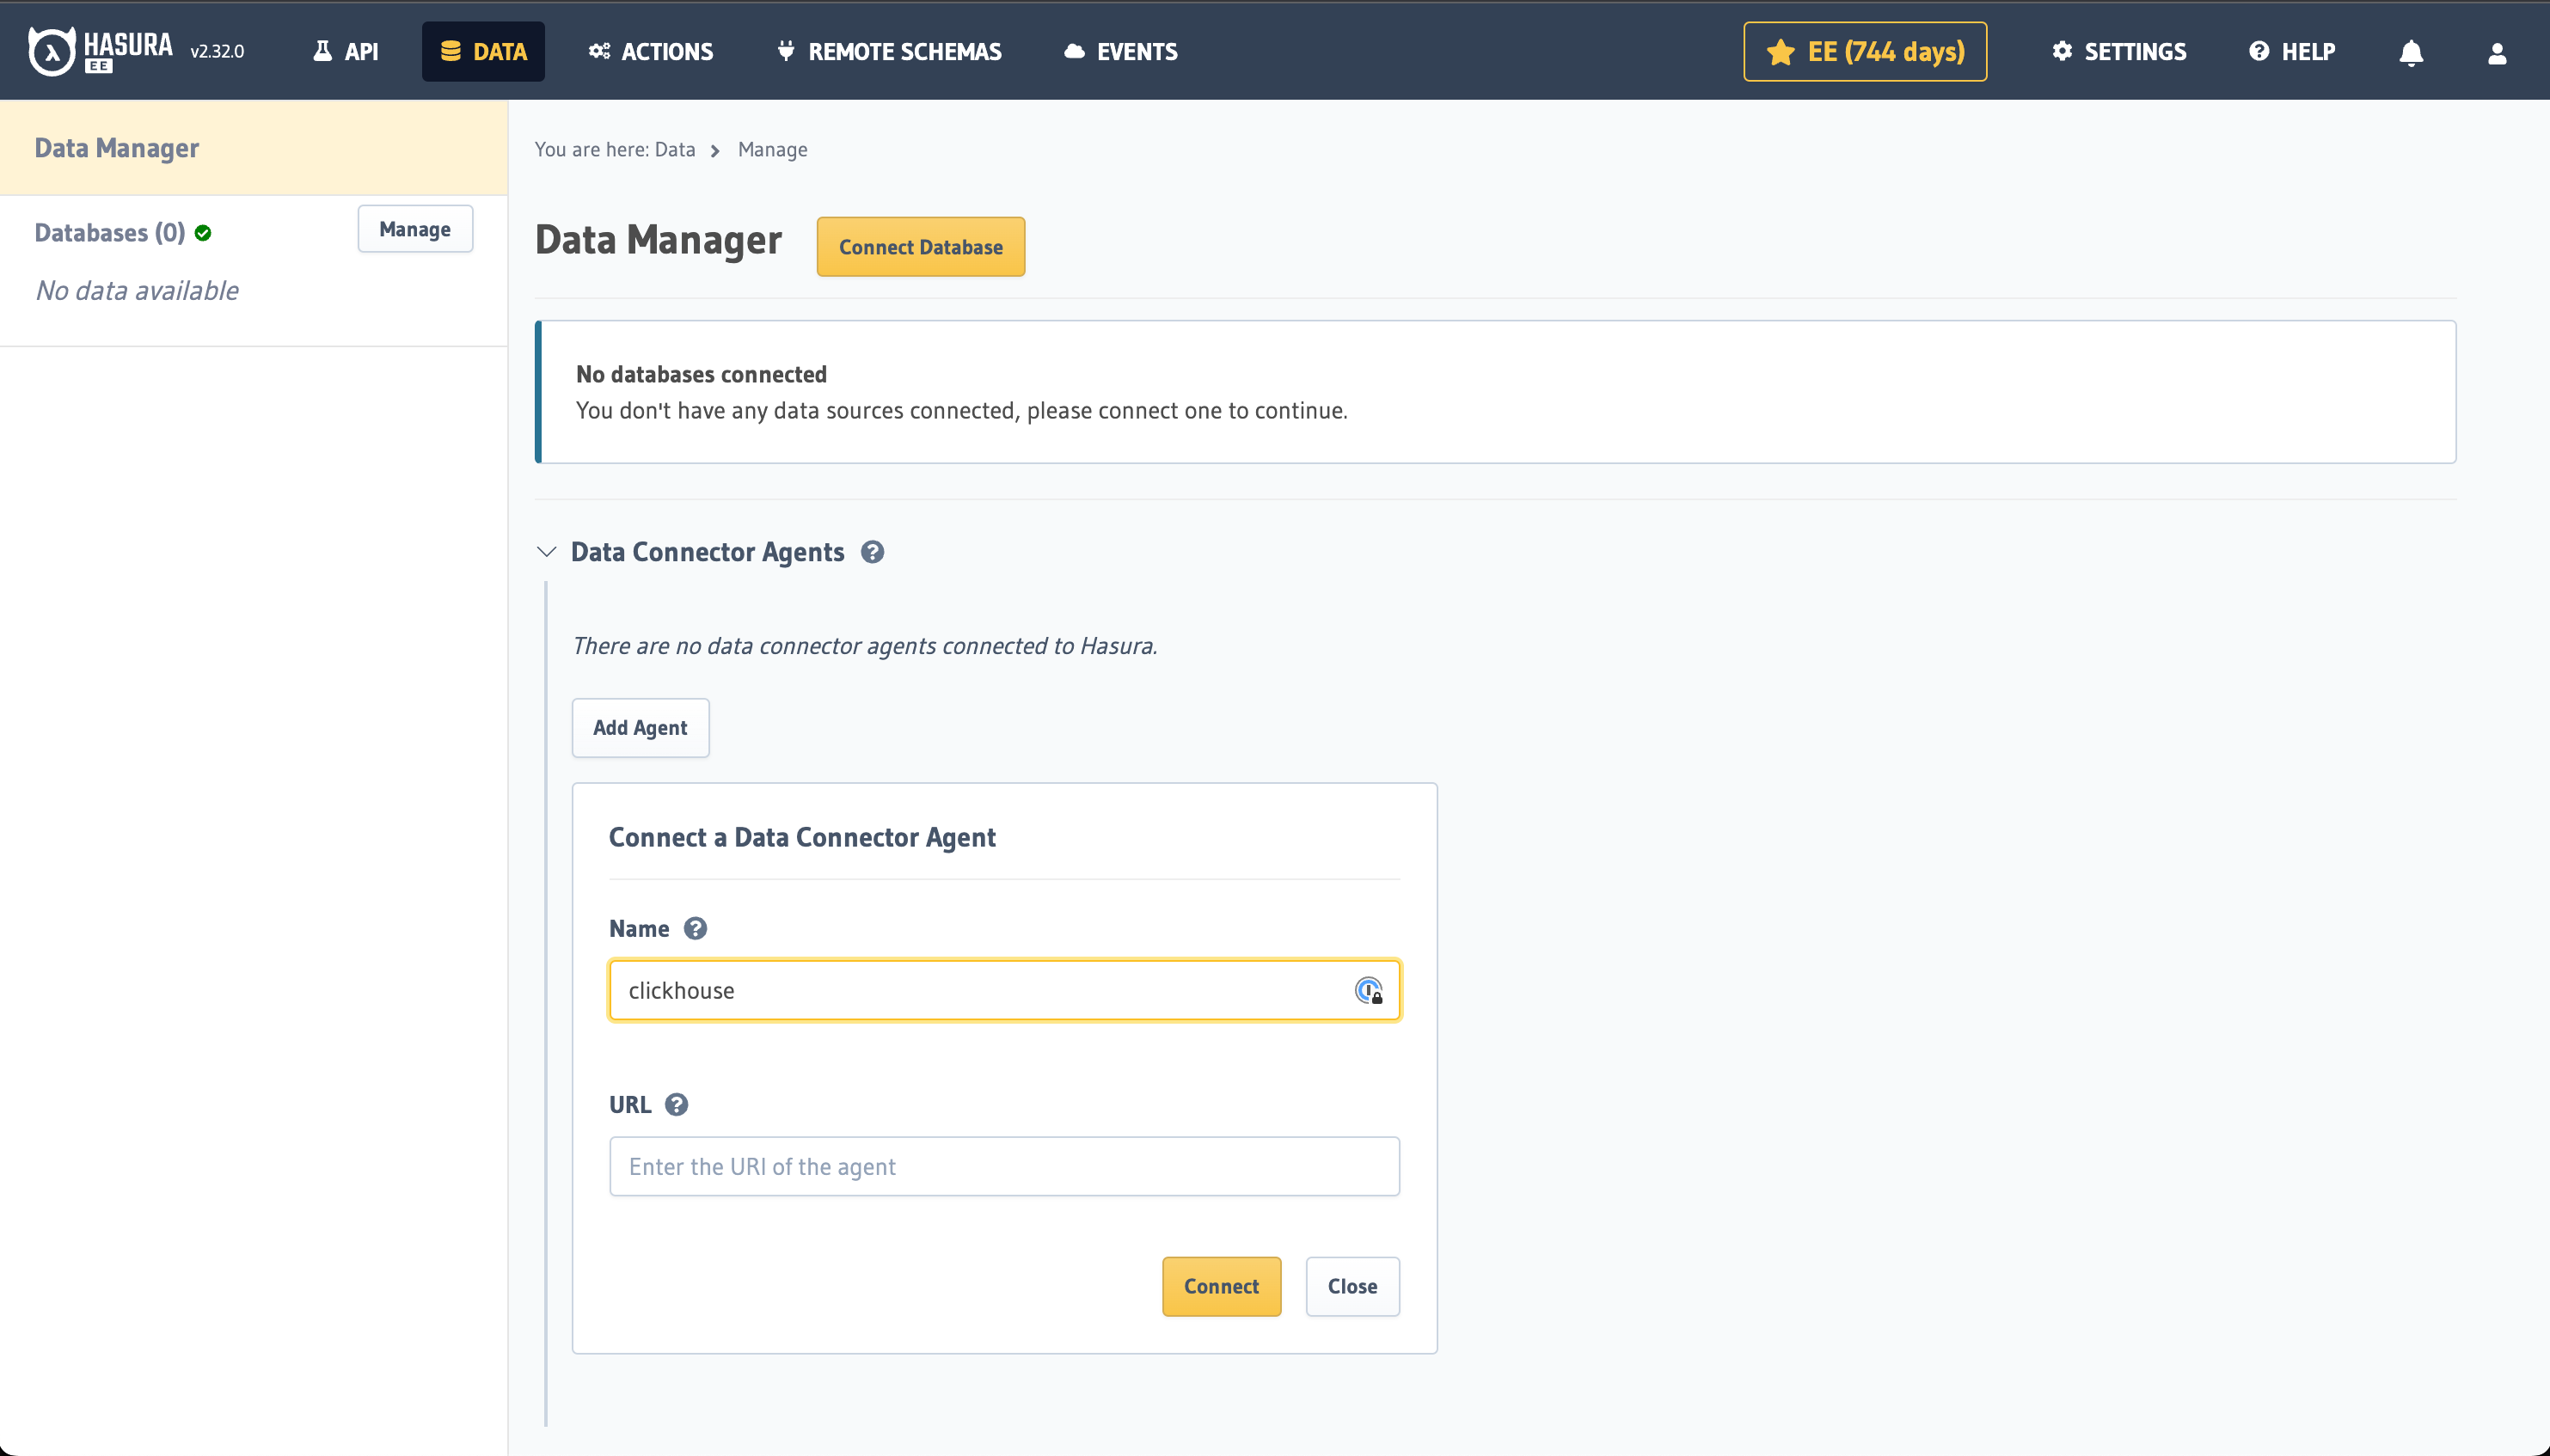 HASURA EE v2.32.0 API DATA ACTIONS REMOTE SCHEMAS EVENTS EE (744 days) SETTINGS HELP
Data Manager
Databases (0) Manage
No data available
You are here: Data > Manage
Data Manager Connect Database
No databases connected
You don't have any data sources connected, please connect one to continue.
Data Connector Agents ?
There are no data connector agents connected to Hasura.
Add Agent
Connect a Data Connector Agent
Name ?
clickhouse
URL ?
Enter the URI of the agent
Connect Close